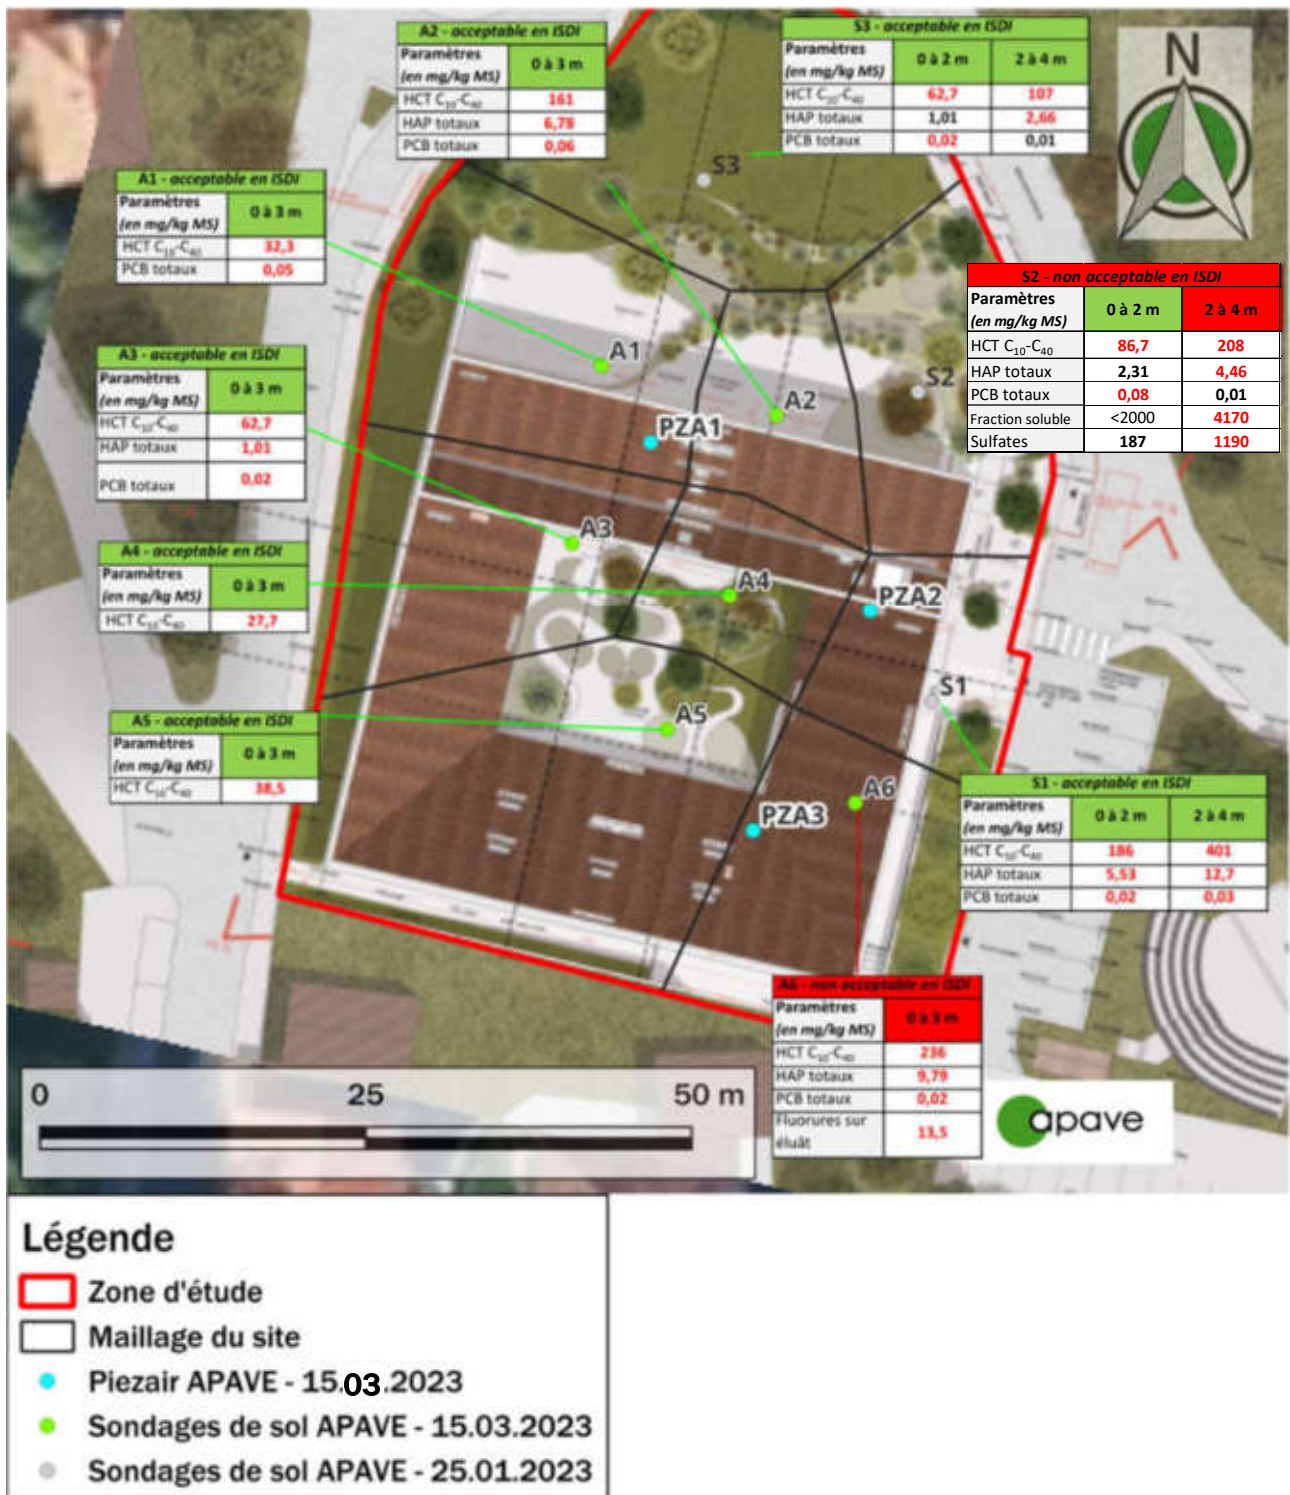 A2 - acceptable en ISDI
Paramètres (en mg/kg MS) 0 à 3 m
HCT C10-C40 161
HAP totaux 6,78
PCB totaux 0,06
S3 - acceptable en ISDI
Paramètres (en mg/kg MS) 0 à 2 m 2 à 4 m
HCT C10-C40 62,7 107
HAP totaux 1,01 2,66
PCB totaux 0,02 0,01
N
A1 - acceptable en ISDI
Paramètres (en mg/kg MS) 0 à 3 m
HCT C10-C40 32,3
PCB totaux 0,05
S3
S2 - non acceptable en ISDI
Paramètres (en mg/kg MS) 0 à 2 m 2 à 4 m
HCT C10-C40 86,7 208
HAP totaux 2,31 4,46
PCB totaux 0,08 0,01
Fraction soluble <2000 4170
Sulfates 187 1190
A3 - acceptable en ISDI
Paramètres (en mg/kg MS) 0 à 3 m
HCT C10-C40 62,7
HAP totaux 1,01
PCB totaux 0,02
A1
A2
S2
PZA1
A3
A4
PZA2
A4 - acceptable en ISDI
Paramètres (en mg/kg MS) 0 à 3 m
HCT C10-C40 27,7
S1
A5
A5 - acceptable en ISDI
Paramètres (en mg/kg MS) 0 à 3 m
HCT C10-C40 38,5
A6
PZA3
S1 - acceptable en ISDI
Paramètres (en mg/kg MS) 0 à 2 m 2 à 4 m
HCT C10-C40 186 401
HAP totaux 5,53 12,7
PCB totaux 0,02 0,03
A6 - non acceptable en ISDI
Paramètres (en mg/kg MS) 0 à 3 m
HCT C10-C40 236
HAP totaux 9,79
PCB totaux 0,02
Fluorures sur éluât 13,5
0 25 50 m
apave
Légende
Zone d'étude
Maillage du site
Piezair APAVE - 15.03.2023
Sondages de sol APAVE - 15.03.2023
Sondages de sol APAVE - 25.01.2023